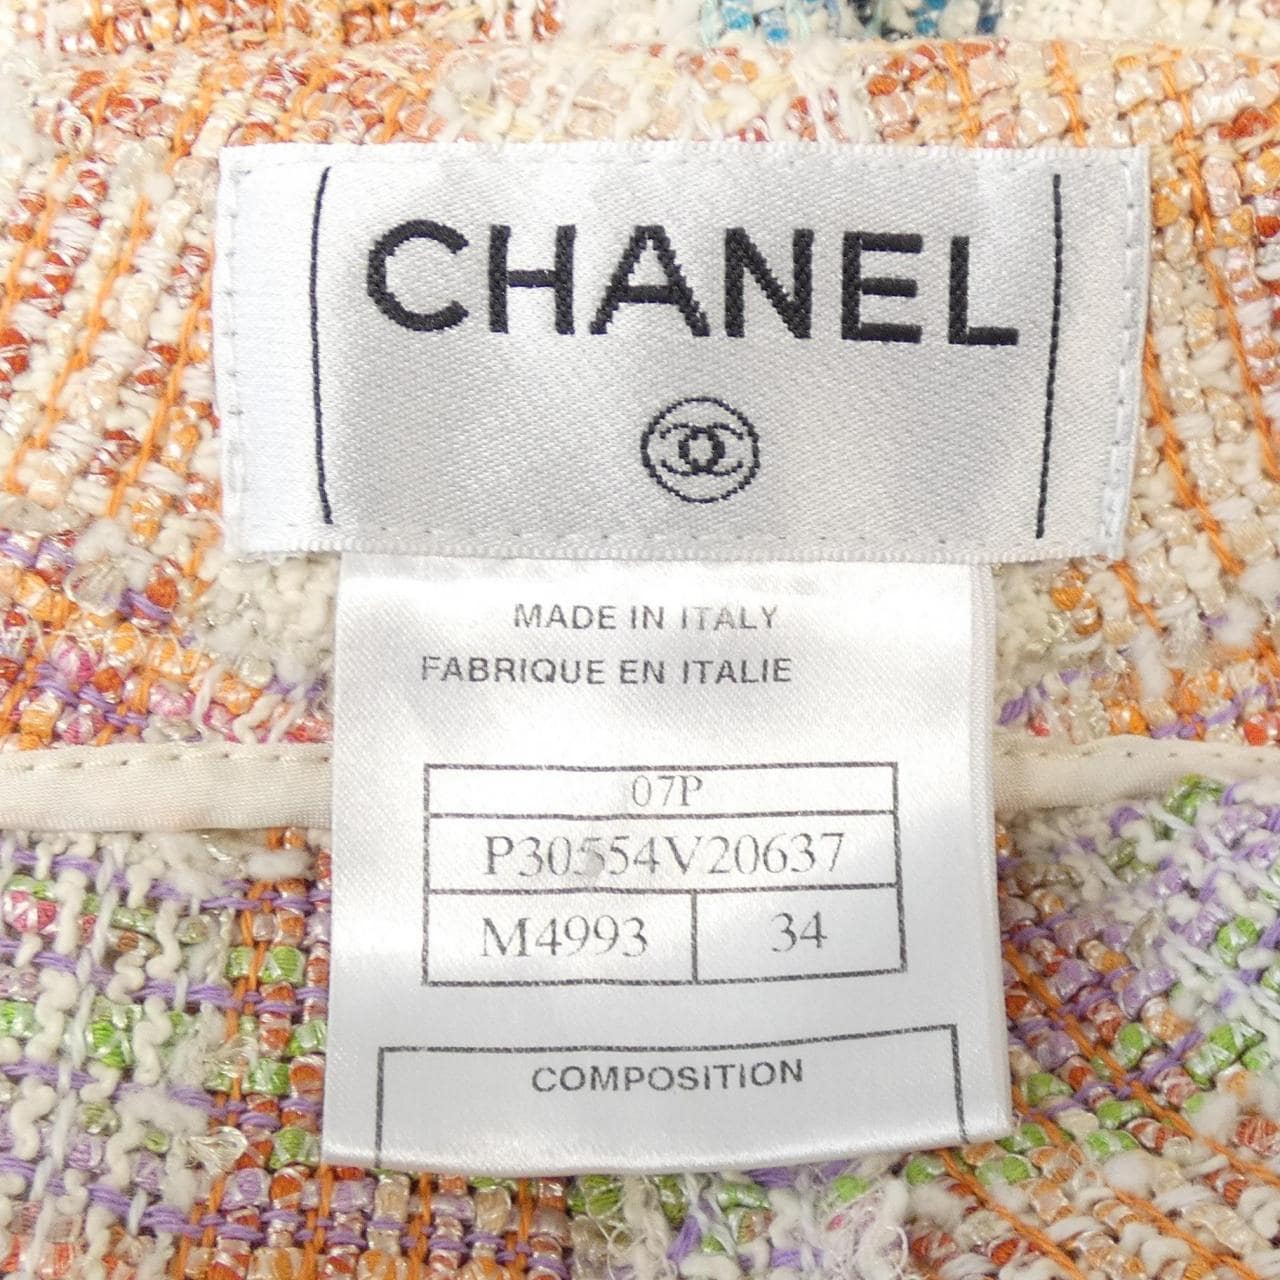 CHANEL
MADE IN ITALY
FABRIQUE EN ITALIE
07P
P30554V20637
M4993 34
COMPOSITION